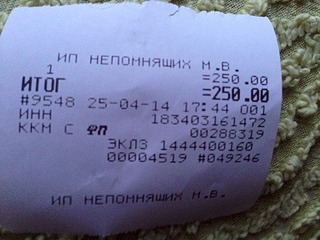 ИП НЕПОМНЯЩИХ М.В.
1 =250.00
ИТОГ =250.00
#9548 25-04-14 17:44 001
ИНН 183403161472
ККМ С ФП 00288319
ЭКЛЗ 1444400160
00004519 #049246
ИП НЕПОМНЯЩИХ М.В.